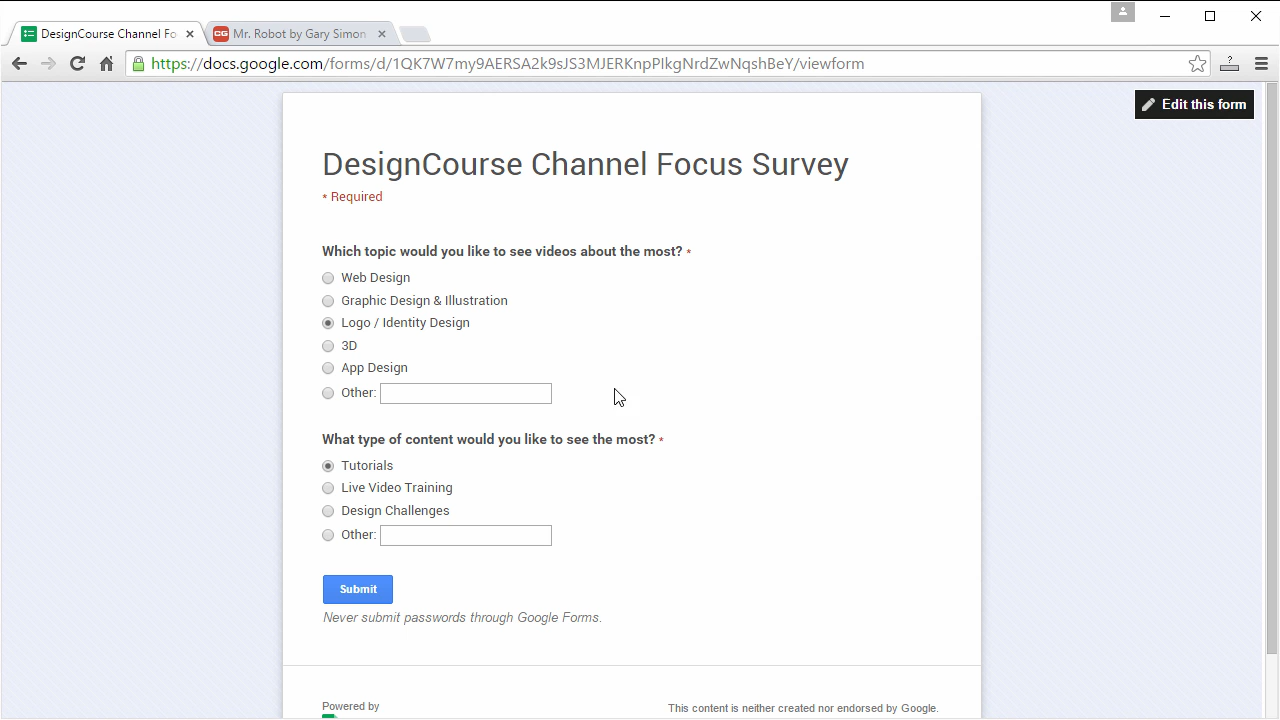 DesignCourse Channel Fo
Mr. Robot by Gary Simon
https://docs.google.com/forms/d/1QK7W7my9AERSA2k9sJS3MJERKnpPIkgNrdZwNqshBeY/viewform
Edit this form
DesignCourse Channel Focus Survey
* Required
Which topic would you like to see videos about the most? *
Web Design
Graphic Design & Illustration
Logo / Identity Design
3D
App Design
Other:
What type of content would you like to see the most? *
Tutorials
Live Video Training
Design Challenges
Other:
Submit
Never submit passwords through Google Forms.
Powered by
This content is neither created nor endorsed by Google.